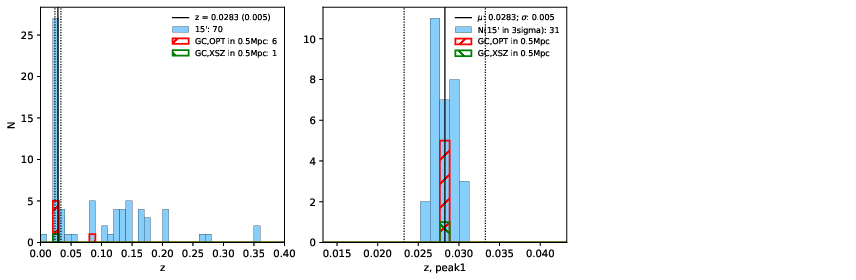 z = 0.0283 (0.005)
15': 70
GC,OPT in 0.5Mpc: 6
GC,XSZ in 0.5Mpc: 1
N
25
20
15
10
5
0
0.00 0.05 0.10 0.15 0.20 0.25 0.30 0.35 0.40
z
μ: 0.0283; σ: 0.005
N(15' in 3sigma): 31
GC,OPT in 0.5Mpc
GC,XSZ in 0.5Mpc
10
8
6
4
2
0
0.015 0.020 0.025 0.030 0.035 0.040
z, peak1